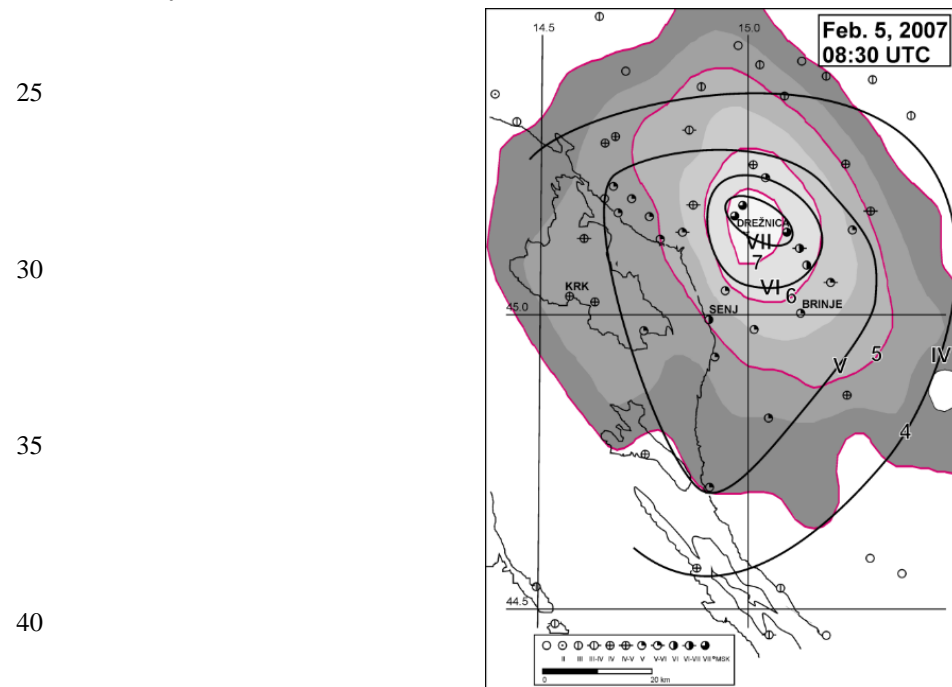 14.5
15.0
Feb. 5, 2007
08:30 UTC
25
DREŽNICA
VII
7
30
VI
6
KRK
BRINJE
SENJ
45.0
IV
5
V
4
35
44.5
40
II III III-IV IV IV-V V V-VI VI VI-VII VII °MSK
0 20 km